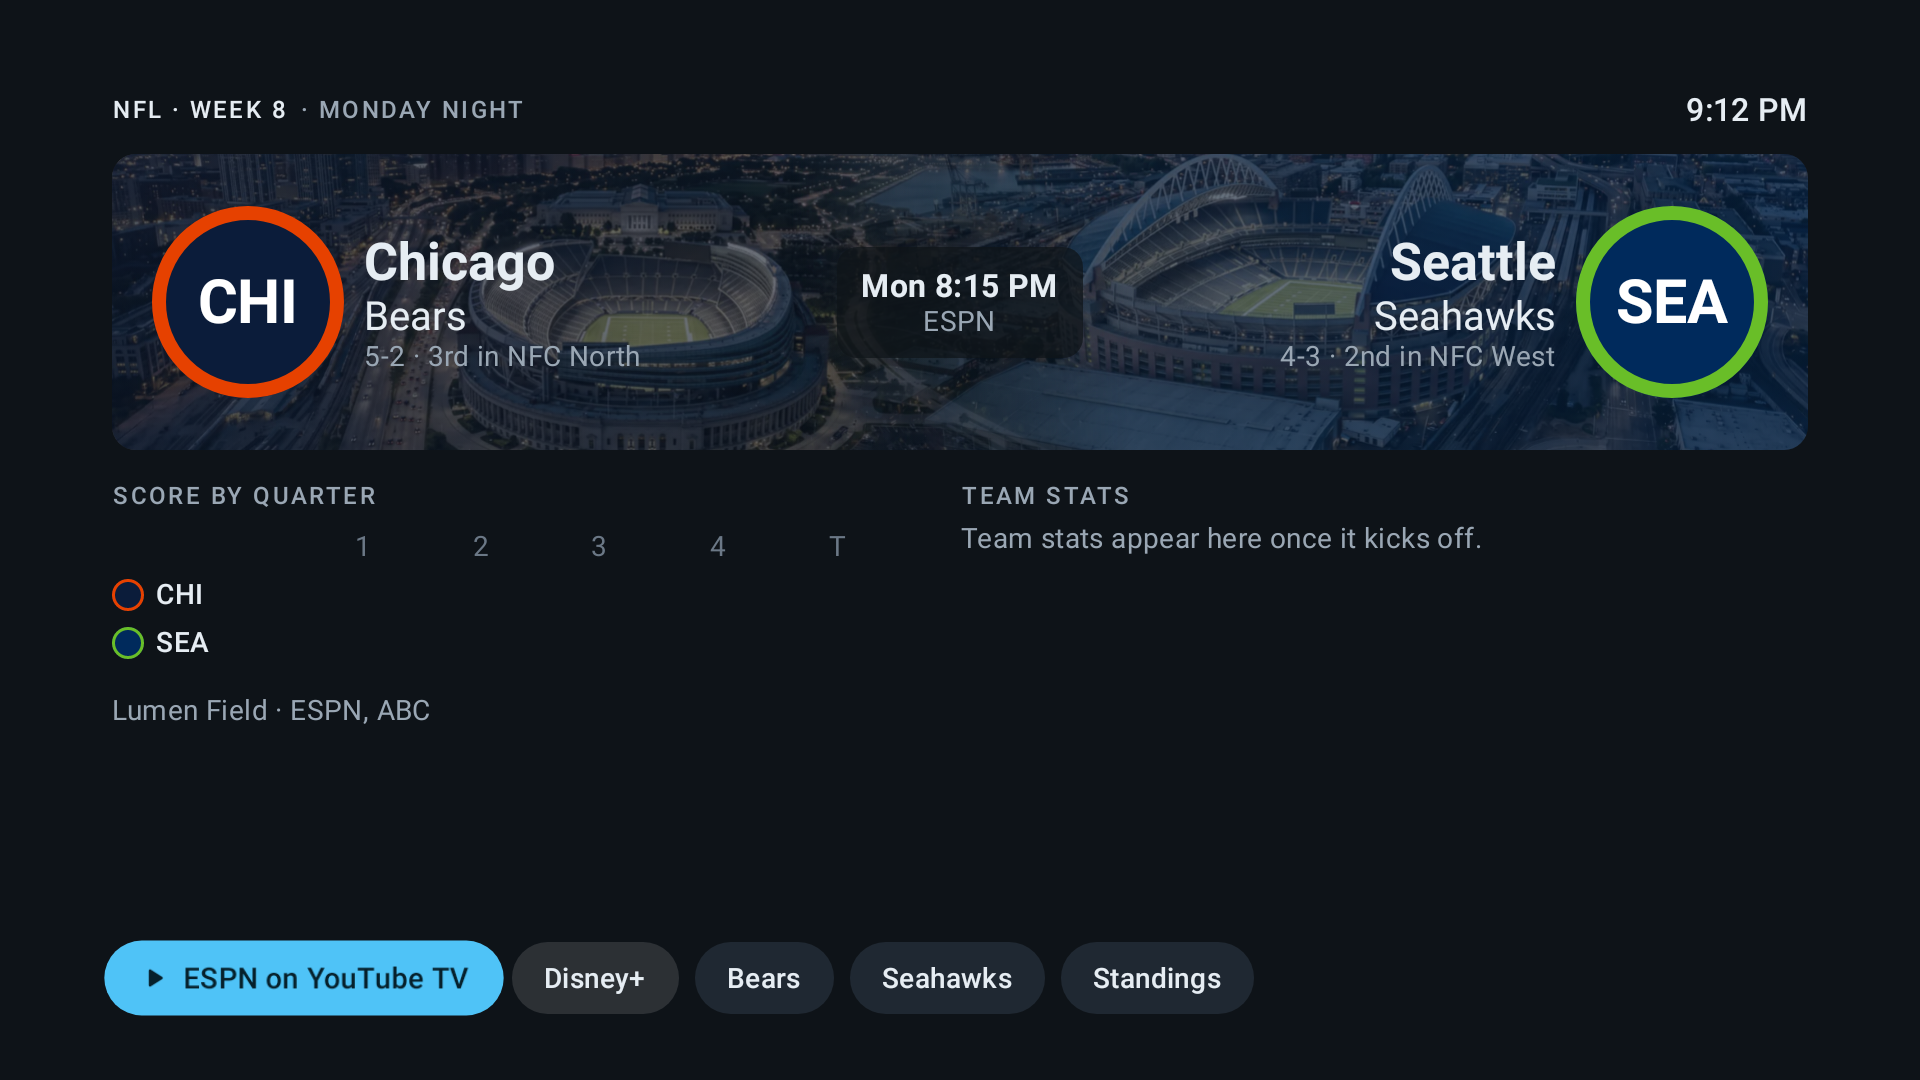 NFL · WEEK 8 · MONDAY NIGHT
9:12 PM
CHI
Chicago
Bears
5-2 · 3rd in NFC North
Mon 8:15 PM
ESPN
Seattle
Seahawks
4-3 · 2nd in NFC West
SEA
SCORE BY QUARTER
1 2 3 4 T
CHI
SEA
Lumen Field · ESPN, ABC
TEAM STATS
Team stats appear here once it kicks off.
ESPN on YouTube TV
Disney+
Bears
Seahawks
Standings